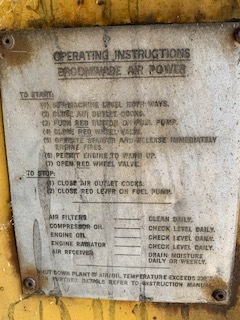 OPERATING INSTRUCTIONS
BROOMWADE AIR POWER
TO START:
(1) SET MACHINE LEVEL BOTH WAYS.
(2) CLOSE AIR OUTLET COCKS.
(3) PUSH RED BUTTON ON FUEL PUMP.
(4) CLOSE RED WHEEL VALVE.
(5) OPERATE STARTER AND RELEASE IMMEDIATELY
ENGINE FIRES.
(6) PERMIT ENGINE TO WARM UP.
(7) OPEN RED WHEEL VALVE.
TO STOP:
(1) CLOSE AIR OUTLET COCKS.
(2) CLOSE RED LEVER ON FUEL PUMP.
AIR FILTERS CLEAN DAILY.
COMPRESSOR OIL CHECK LEVEL DAILY.
ENGINE OIL CHECK LEVEL DAILY.
ENGINE RADIATOR CHECK LEVEL DAILY.
AIR RECEIVER DRAIN MOISTURE
DAILY OR WEEKLY.
SHUT DOWN PLANT IF AIR/OIL TEMPERATURE EXCEEDS
FOR FURTHER DETAILS REFER TO INSTRUCTION MANUAL